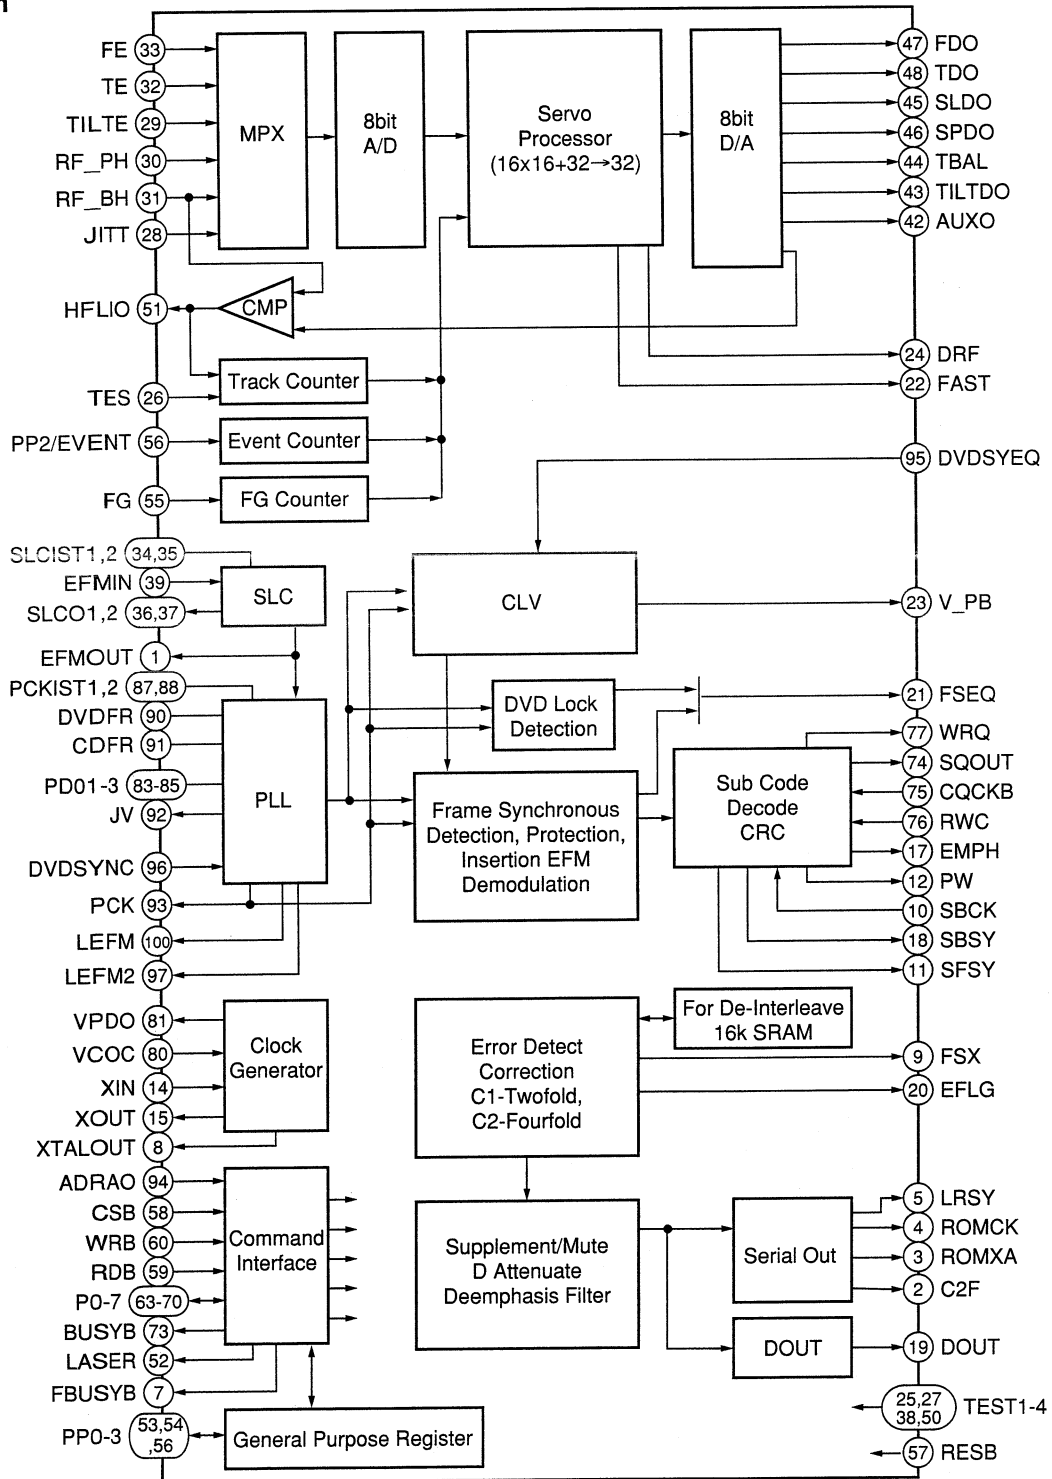 FE 33
TE 32
TILTE 29
RF_PH 30
RF_BH 31
JITT 28
MPX
8bit
A/D
Servo
Processor
(16x16+32→32)
8bit
D/A
47 FDO
48 TDO
45 SLDO
46 SPDO
44 TBAL
43 TILTDO
42 AUXO
HFLIO 51
CMP
24 DRF
22 FAST
TES 26
Track Counter
PP2/EVENT 56
Event Counter
FG 55
FG Counter
95 DVDSYEQ
SLCIST1,2 34,35
EFMIN 39
SLCO1,2 36,37
SLC
CLV
23 V_PB
EFMOUT 1
PCKIST1,2 87,88
DVDFR 90
CDFR 91
PD01-3 83-85
JV 92
DVDSYNC 96
PCK 93
LEFM 100
LEFM2 97
PLL
DVD Lock
Detection
21 FSEQ
Frame Synchronous
Detection, Protection,
Insertion EFM
Demodulation
Sub Code
Decode
CRC
77 WRQ
74 SQOUT
75 CQCKB
76 RWC
17 EMPH
12 PW
10 SBCK
18 SBSY
11 SFSY
VPDO 81
VCOC 80
XIN 14
XOUT 15
XTALOUT 8
Clock
Generator
Error Detect
Correction
C1-Twofold,
C2-Fourfold
For De-Interleave
16k SRAM
9 FSX
20 EFLG
ADRAO 94
CSB 58
WRB 60
RDB 59
P0-7 63-70
BUSYB 73
LASER 52
FBUSYB 7
Command
Interface
Supplement/Mute
D Attenuate
Deemphasis Filter
Serial Out
5 LRSY
4 ROMCK
3 ROMXA
2 C2F
DOUT
19 DOUT
PP0-3 53,54
,56
General Purpose Register
25,27
38,50 TEST1-4
57 RESB